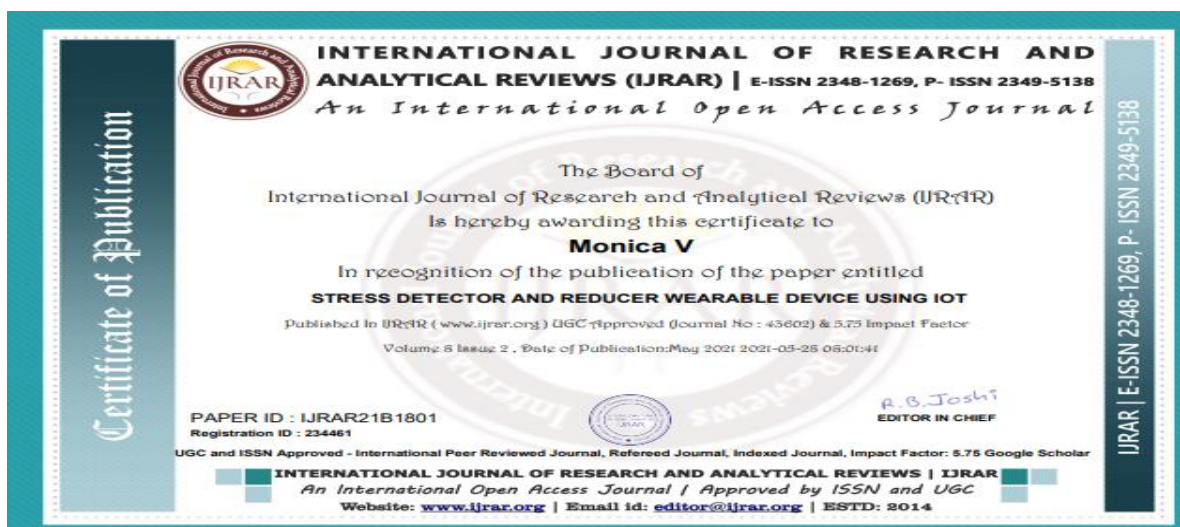 Certificate of Publication
IJRAR
INTERNATIONAL JOURNAL OF RESEARCH AND
ANALYTICAL REVIEWS (IJRAR) | E-ISSN 2348-1269, P- ISSN 2349-5138
An International Open Access Journal
The Board of
International Journal of Research and Analytical Reviews (IJRAR)
Is hereby awarding this certificate to
Monica V
In recognition of the publication of the paper entitled
STRESS DETECTOR AND REDUCER WEARABLE DEVICE USING IOT
Published In IJRAR ( www.ijrar.org ) UGC Approved (Journal No : 43602) & 5.75 Impact Factor
Volume 8 Issue 2 , Date of Publication:May 2021 2021-05-25 05:01:41
PAPER ID : IJRAR21B1801
Registration ID : 234461
R.B.Joshi
EDITOR IN CHIEF
UGC and ISSN Approved - International Peer Reviewed Journal, Refereed Journal, Indexed Journal, Impact Factor: 5.75 Google Scholar
INTERNATIONAL JOURNAL OF RESEARCH AND ANALYTICAL REVIEWS | IJRAR
An International Open Access Journal | Approved by ISSN and UGC
Website: www.ijrar.org | Email id: editor@ijrar.org | ESTD: 2014
IJRAR | E-ISSN 2348-1269, P- ISSN 2349-5138